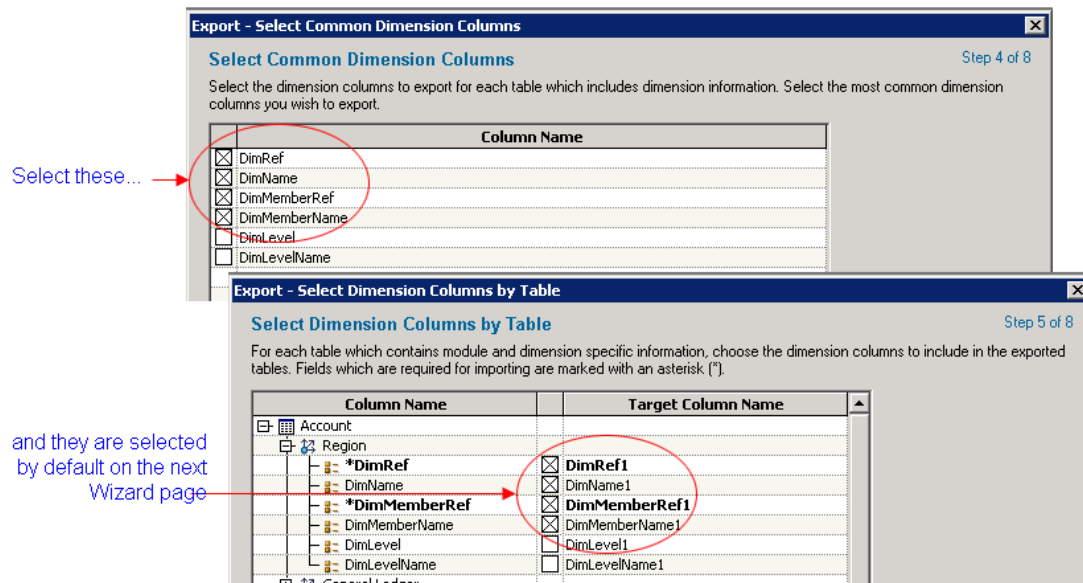 Export - Select Common Dimension Columns
Select Common Dimension Columns
Step 4 of 8
Select the dimension columns to export for each table which includes dimension information. Select the most common dimension
columns you wish to export.
Column Name
Select these...
DimRef
DimName
DimMemberRef
DimMemberName
DimLevel
DimLevelName
Export - Select Dimension Columns by Table
Select Dimension Columns by Table
Step 5 of 8
For each table which contains module and dimension specific information, choose the dimension columns to include in the exported
tables. Fields which are required for importing are marked with an asterisk (*).
Column Name Target Column Name
Account
Region
*DimRef DimRef1
DimName DimName1
*DimMemberRef DimMemberRef1
DimMemberName DimMemberName1
DimLevel DimLevel1
DimLevelName DimLevelName1
General Ledger
and they are selected
by default on the next
Wizard page